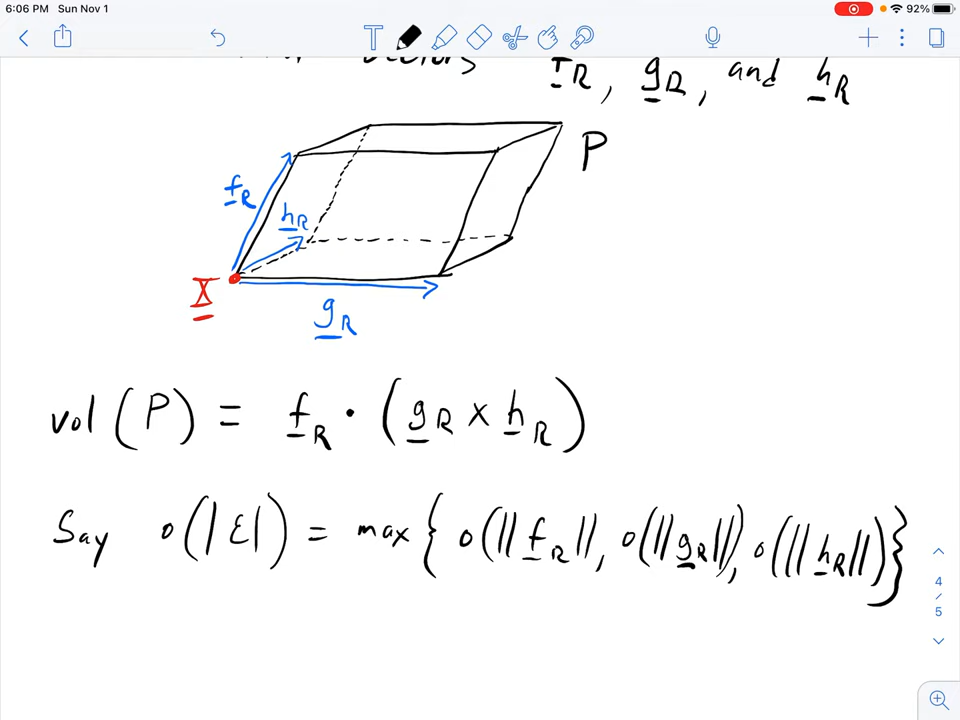 6:06 PM Sun Nov 1
92%
vectors f_R, g_R, and h_R
P
f_R
h_R
X
g_R
vol(P) = f_R · (g_R × h_R)
Say o(|ε|) = max{ o(||f_R||), o(||g_R||), o(||h_R||) }
4
/
5